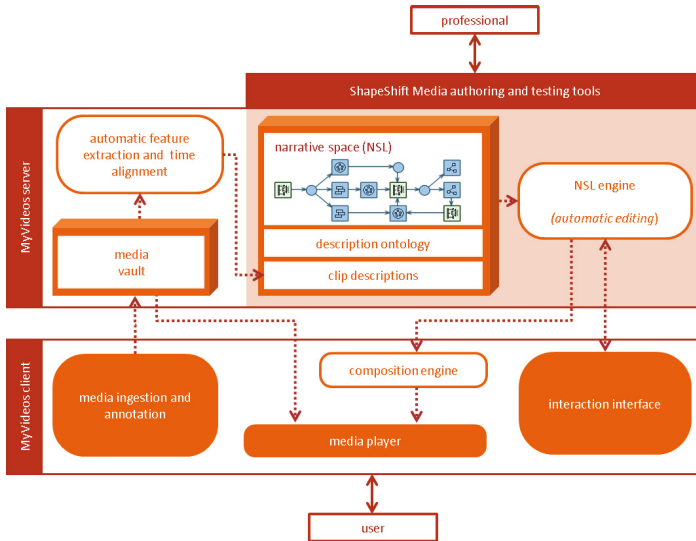 professional
ShapeShift Media authoring and testing tools
MyVideos server
automatic feature
extraction and time
alignment
narrative space (NSL)
NSL engine
(automatic editing)
description ontology
media
vault
clip descriptions
MyVideos client
media ingestion and
annotation
composition engine
interaction interface
media player
user